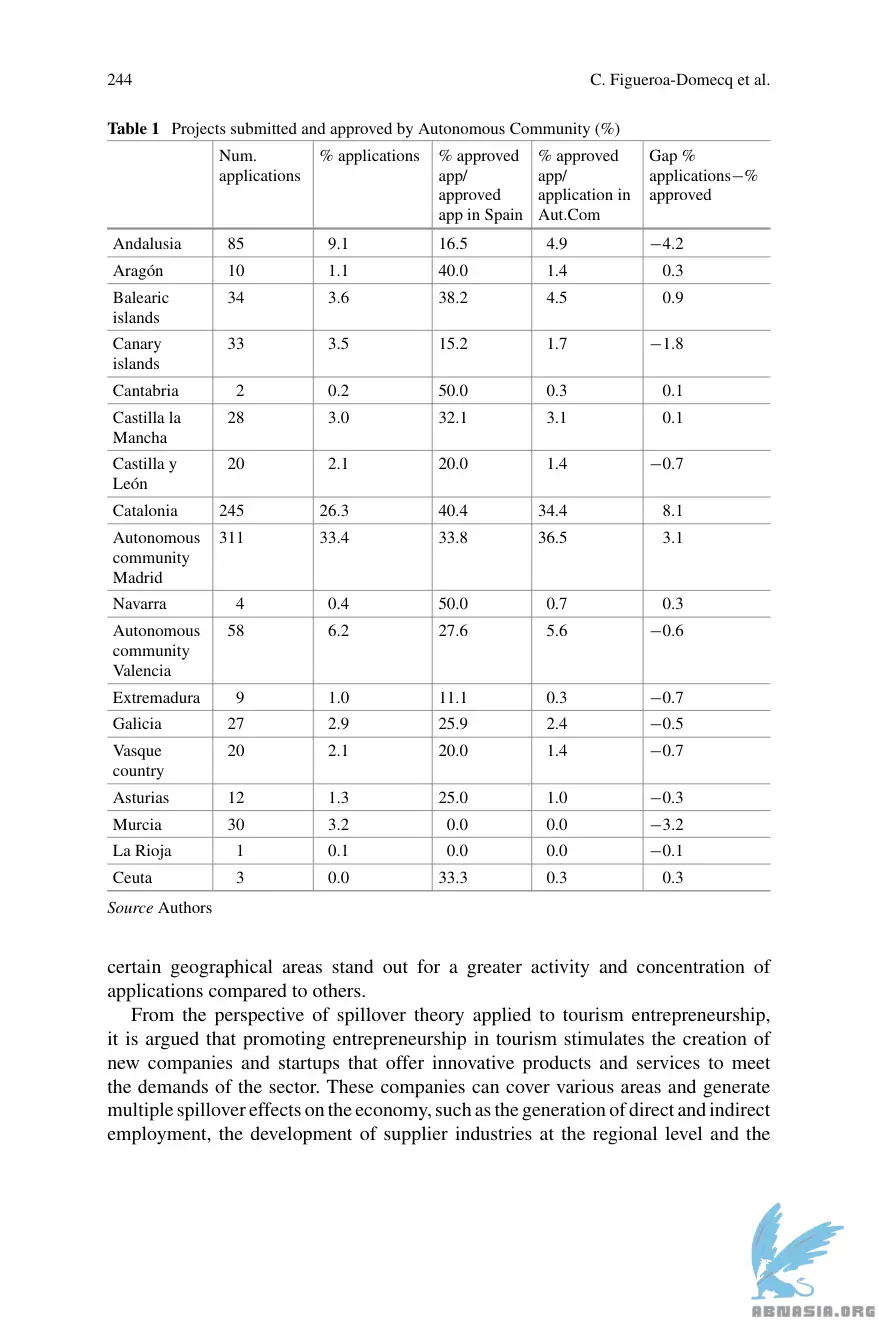 244
C. Figueroa-Domecq et al.
Table 1 Projects submitted and approved by Autonomous Community (%)
Num. applications % applications % approved app/ approved app in Spain % approved app/ application in Aut.Com Gap % applications−% approved
Andalusia 85 9.1 16.5 4.9 −4.2
Aragón 10 1.1 40.0 1.4 0.3
Balearic islands 34 3.6 38.2 4.5 0.9
Canary islands 33 3.5 15.2 1.7 −1.8
Cantabria 2 0.2 50.0 0.3 0.1
Castilla la Mancha 28 3.0 32.1 3.1 0.1
Castilla y León 20 2.1 20.0 1.4 −0.7
Catalonia 245 26.3 40.4 34.4 8.1
Autonomous community Madrid 311 33.4 33.8 36.5 3.1
Navarra 4 0.4 50.0 0.7 0.3
Autonomous community Valencia 58 6.2 27.6 5.6 −0.6
Extremadura 9 1.0 11.1 0.3 −0.7
Galicia 27 2.9 25.9 2.4 −0.5
Vasque country 20 2.1 20.0 1.4 −0.7
Asturias 12 1.3 25.0 1.0 −0.3
Murcia 30 3.2 0.0 0.0 −3.2
La Rioja 1 0.1 0.0 0.0 −0.1
Ceuta 3 0.0 33.3 0.3 0.3
Source Authors
certain geographical areas stand out for a greater activity and concentration of
applications compared to others.
From the perspective of spillover theory applied to tourism entrepreneurship,
it is argued that promoting entrepreneurship in tourism stimulates the creation of
new companies and startups that offer innovative products and services to meet
the demands of the sector. These companies can cover various areas and generate
multiple spillover effects on the economy, such as the generation of direct and indirect
employment, the development of supplier industries at the regional level and the
ABNASIA.ORG